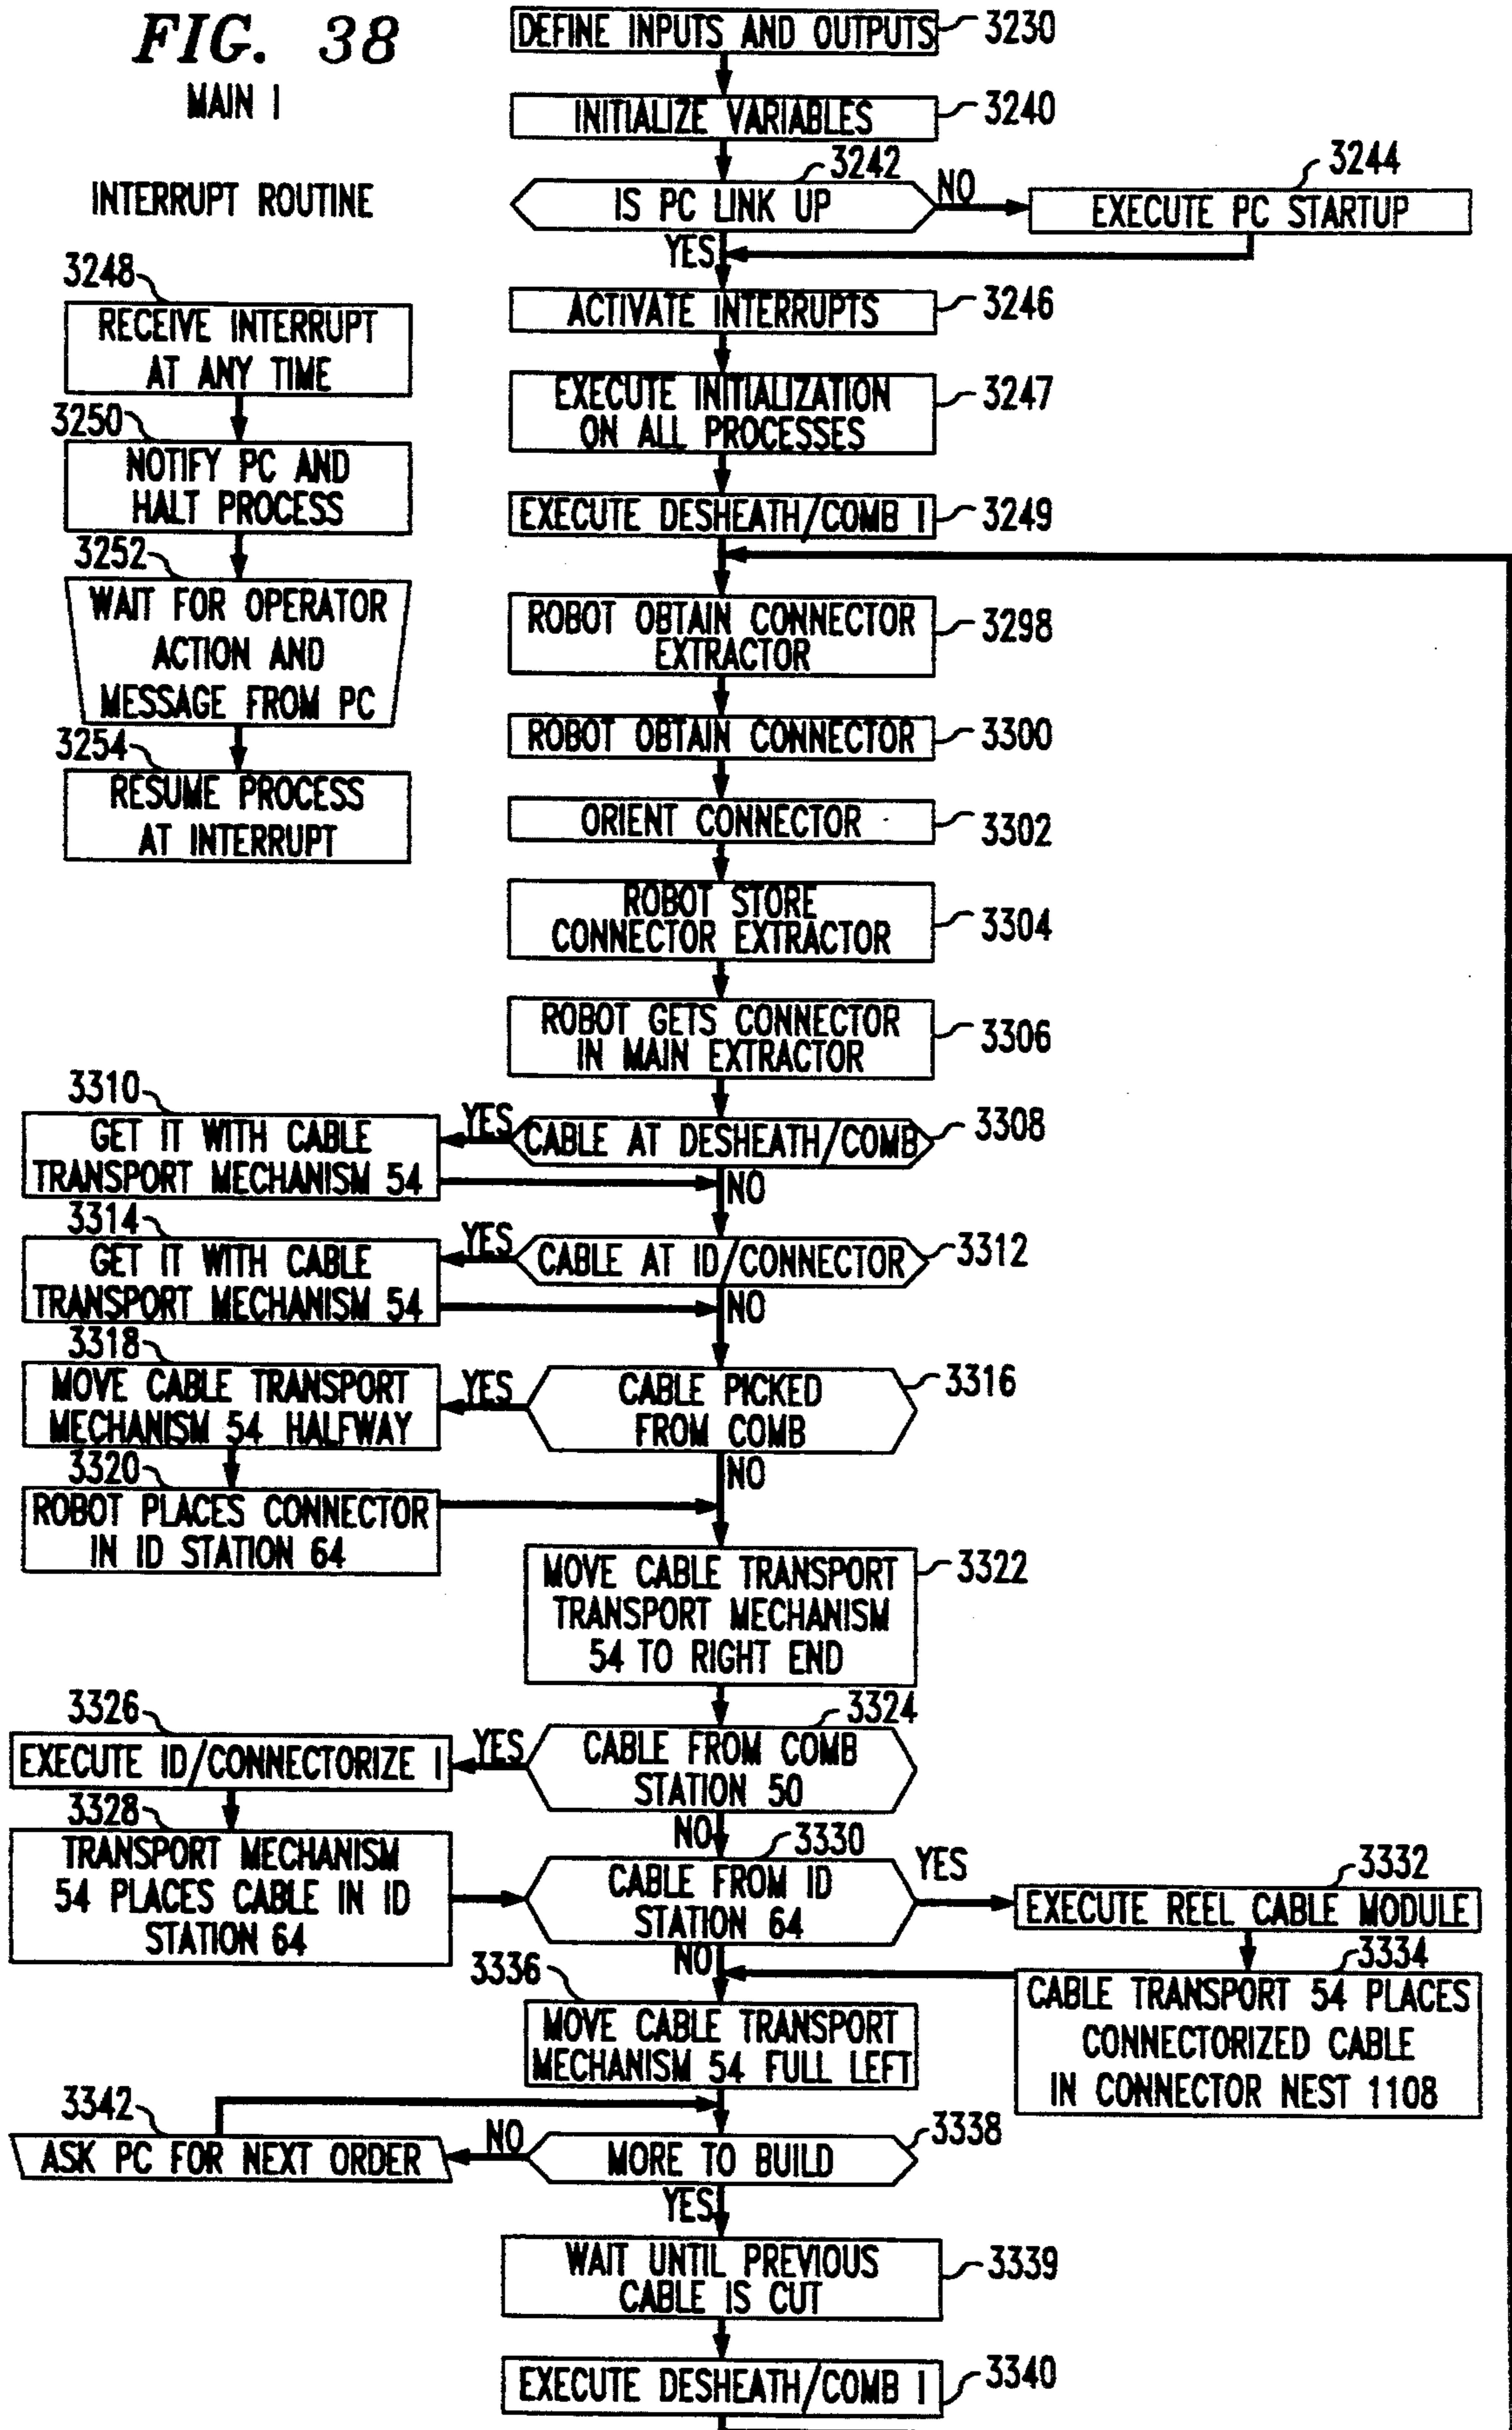 FIG. 38
MAIN I
DEFINE INPUTS AND OUTPUTS
3230
INITIALIZE VARIABLES
3240
3242
IS PC LINK UP
NO
3244
EXECUTE PC STARTUP
YES
ACTIVATE INTERRUPTS
3246
EXECUTE INITIALIZATION
ON ALL PROCESSES
3247
EXECUTE DESHEATH/COMB I
3249
INTERRUPT ROUTINE
3248
RECEIVE INTERRUPT
AT ANY TIME
3250
NOTIFY PC AND
HALT PROCESS
3252
WAIT FOR OPERATOR
ACTION AND
MESSAGE FROM PC
3254
RESUME PROCESS
AT INTERRUPT
ROBOT OBTAIN CONNECTOR
EXTRACTOR
3298
ROBOT OBTAIN CONNECTOR
3300
ORIENT CONNECTOR
3302
ROBOT STORE
CONNECTOR EXTRACTOR
3304
ROBOT GETS CONNECTOR
IN MAIN EXTRACTOR
3306
CABLE AT DESHEATH/COMB
3308
YES
3310
GET IT WITH CABLE
TRANSPORT MECHANISM 54
NO
CABLE AT ID/CONNECTOR
3312
YES
3314
GET IT WITH CABLE
TRANSPORT MECHANISM 54
NO
CABLE PICKED
FROM COMB
3316
YES
3318
MOVE CABLE TRANSPORT
MECHANISM 54 HALFWAY
3320
ROBOT PLACES CONNECTOR
IN ID STATION 64
NO
MOVE CABLE TRANSPORT
TRANSPORT MECHANISM
54 TO RIGHT END
3322
3324
CABLE FROM COMB
STATION 50
YES
3326
EXECUTE ID/CONNECTORIZE I
3328
TRANSPORT MECHANISM
54 PLACES CABLE IN ID
STATION 64
NO
3330
CABLE FROM ID
STATION 64
YES
3332
EXECUTE REEL CABLE MODULE
3334
CABLE TRANSPORT 54 PLACES
CONNECTORIZED CABLE
IN CONNECTOR NEST 1108
NO
3336
MOVE CABLE TRANSPORT
MECHANISM 54 FULL LEFT
3338
MORE TO BUILD
NO
3342
ASK PC FOR NEXT ORDER
YES
WAIT UNTIL PREVIOUS
CABLE IS CUT
3339
EXECUTE DESHEATH/COMB I
3340